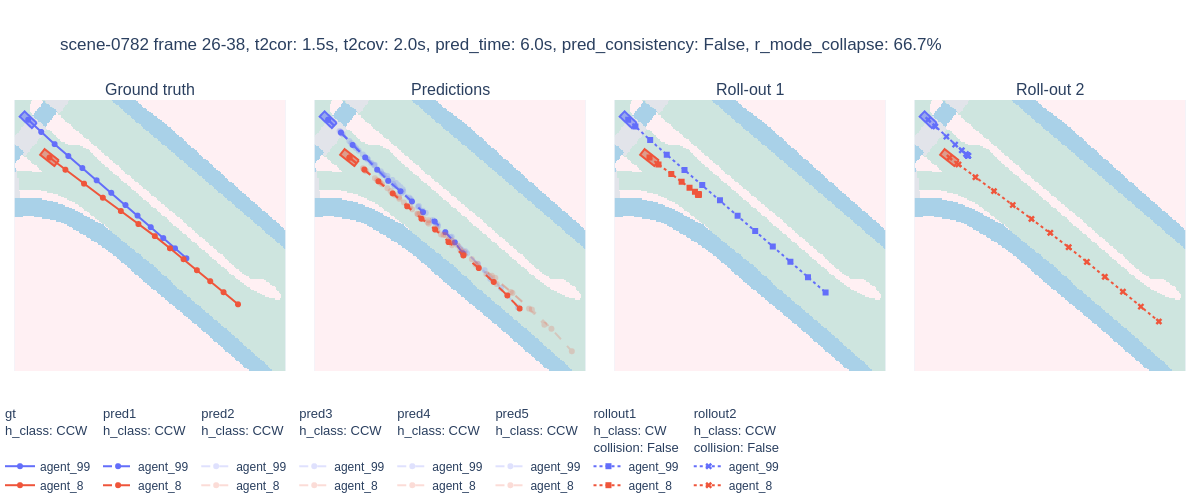 scene-0782 frame 26-38, t2cor: 1.5s, t2cov: 2.0s, pred_time: 6.0s, pred_consistency: False, r_mode_collapse: 66.7%
Ground truth Predictions Roll-out 1 Roll-out 2
gt pred1 pred2 pred3 pred4 pred5 rollout1 rollout2
h_class: CCW h_class: CCW h_class: CCW h_class: CCW h_class: CCW h_class: CCW h_class: CW h_class: CCW
collision: False collision: False
agent_99 agent_99 agent_99 agent_99 agent_99 agent_99 agent_99 agent_99
agent_8 agent_8 agent_8 agent_8 agent_8 agent_8 agent_8 agent_8